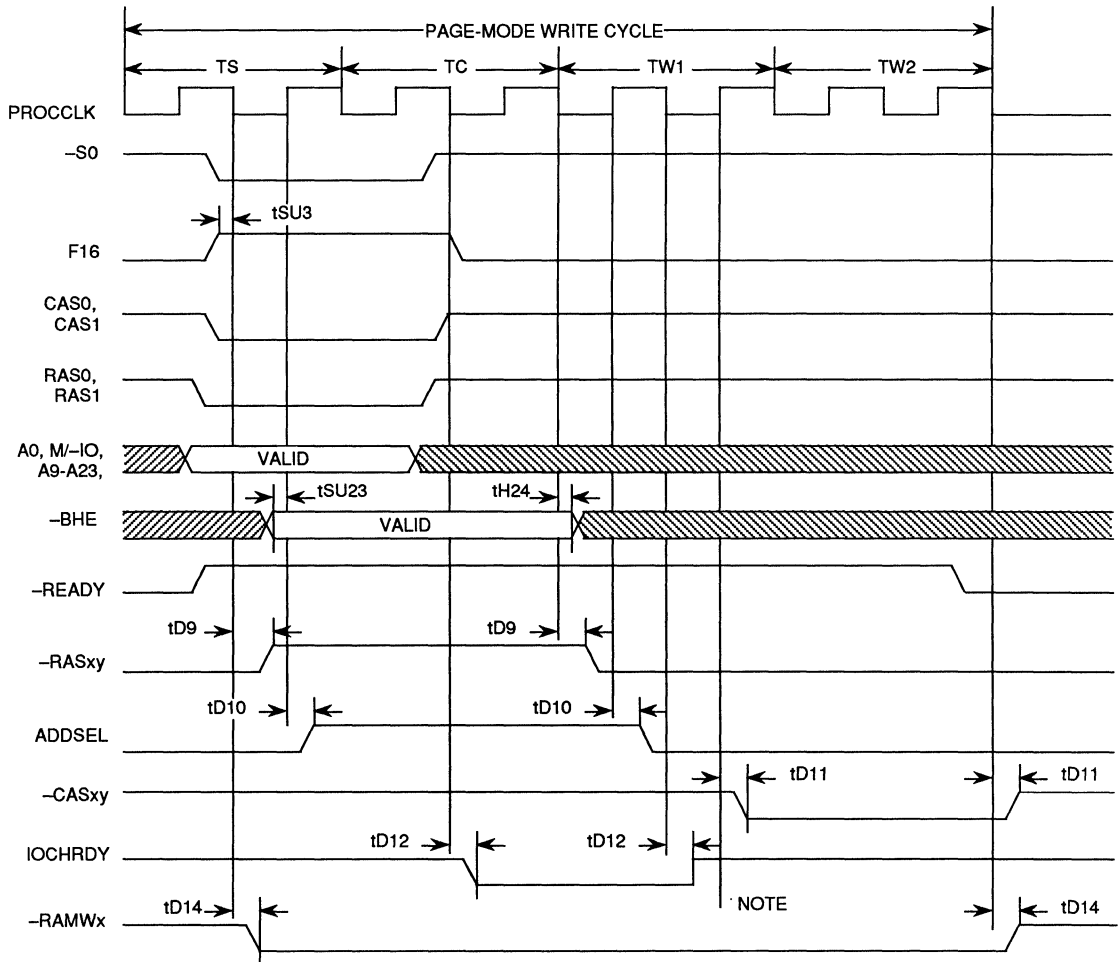 PAGE-MODE WRITE CYCLE
TS TC TW1 TW2
PROCCLK
–S0
tSU3
F16
CAS0,
CAS1
RAS0,
RAS1
A0, M/–IO,
A9-A23,
VALID
tSU23 tH24
–BHE
VALID
–READY
tD9 tD9
–RASxy
tD10 tD10
ADDSEL
tD11 tD11
–CASxy
tD12 tD12
IOCHRDY
NOTE
tD14 tD14
–RAMWx